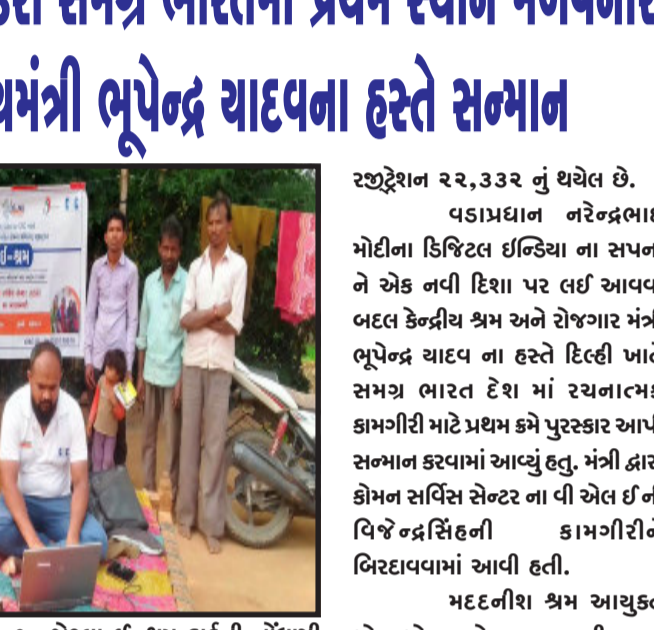 સમગ્ર ભારતમાં પ્રથમ સ્થાન
ભૂપેન્દ્ર યાદવના હસ્તે સન્માન
ઈ-શ્રમ
રજીટ્રેશન ૨૨,૩૩૨ નું થયેલ છે.
વડાપ્રધાન નરેન્દ્રભાઇ
મોદીના ડિજિટલ ઇન્ડિયા ના સપન
ને એક નવી દિશા પર લઈ આવવ
બદલ કેન્દ્રીય શ્રમ અને રોજગાર મંત્રી
ભૂપેન્દ્ર યાદવ ના હસ્તે દિલ્હી ખાતે
સમગ્ર ભારત દેશ માં રચનાત્મક
કામગીરી માટે પ્રથમ ક્રમે પુરસ્કાર આપી
સન્માન કરવામાં આવ્યું હતુ. મંત્રી દ્વારા
કોમન સર્વિસ સેન્ટર ના વી એલ ઈ ની
વિજેન્દ્રસિંહની કામગીરીને
બિરદાવવામાં આવી હતી.
મદદનીશ શ્રમ આયુક્ત